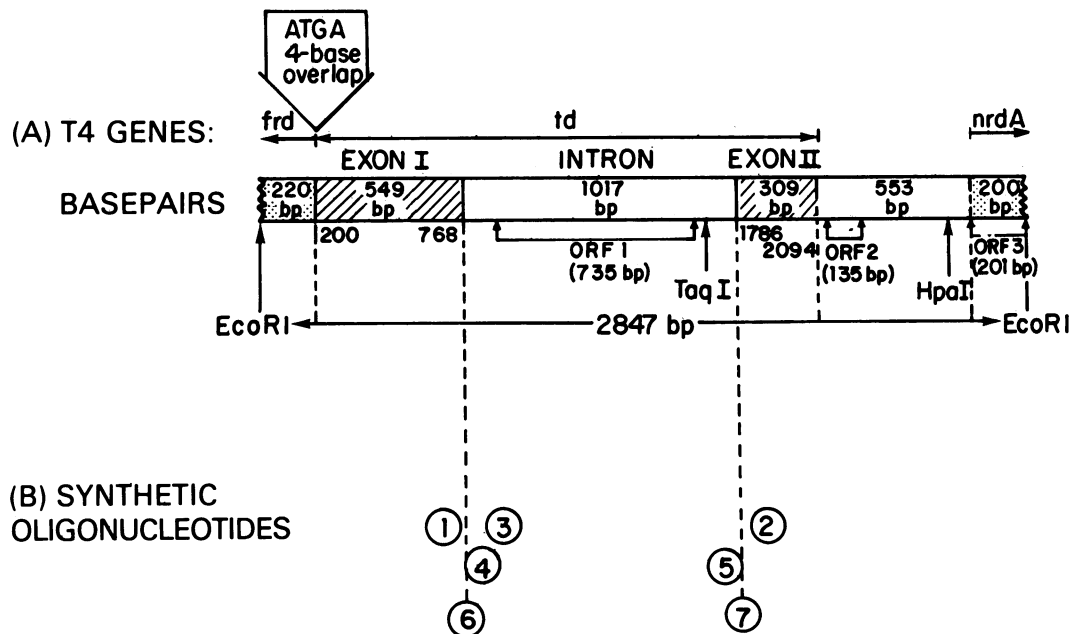 ATGA
4-base
overlap
(A) T4 GENES:
frd
td
nrdA
EXON I
INTRON
EXON II
BASEPAIRS
220
bp
549
bp
1017
bp
309
bp
553
bp
200
bp
200
768
1786
2094
ORF 1
(735 bp)
ORF2
(135 bp)
ORF3
(201 bp)
TaqI
HpaI
EcoRI
2847 bp
EcoRI
(B) SYNTHETIC
OLIGONUCLEOTIDES
1
3
2
4
5
6
7